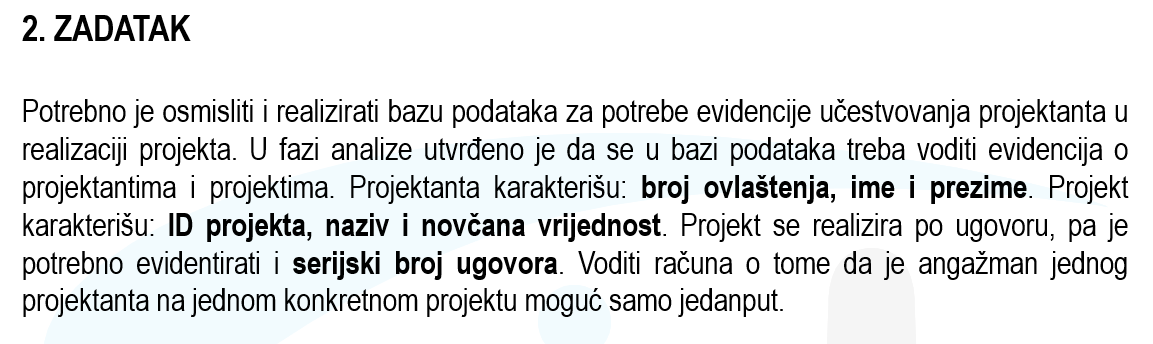 2. ZADATAK
Potrebno je osmisliti i realizirati bazu podataka za potrebe evidencije učestvovanja projektanta u
realizaciji projekta. U fazi analize utvrđeno je da se u bazi podataka treba voditi evidencija o
projektantima i projektima. Projektanta karakterišu: broj ovlaštenja, ime i prezime. Projekt
karakterišu: ID projekta, naziv i novčana vrijednost. Projekt se realizira po ugovoru, pa je
potrebno evidentirati i serijski broj ugovora. Voditi računa o tome da je angažman jednog
projektanta na jednom konkretnom projektu moguć samo jedanput.